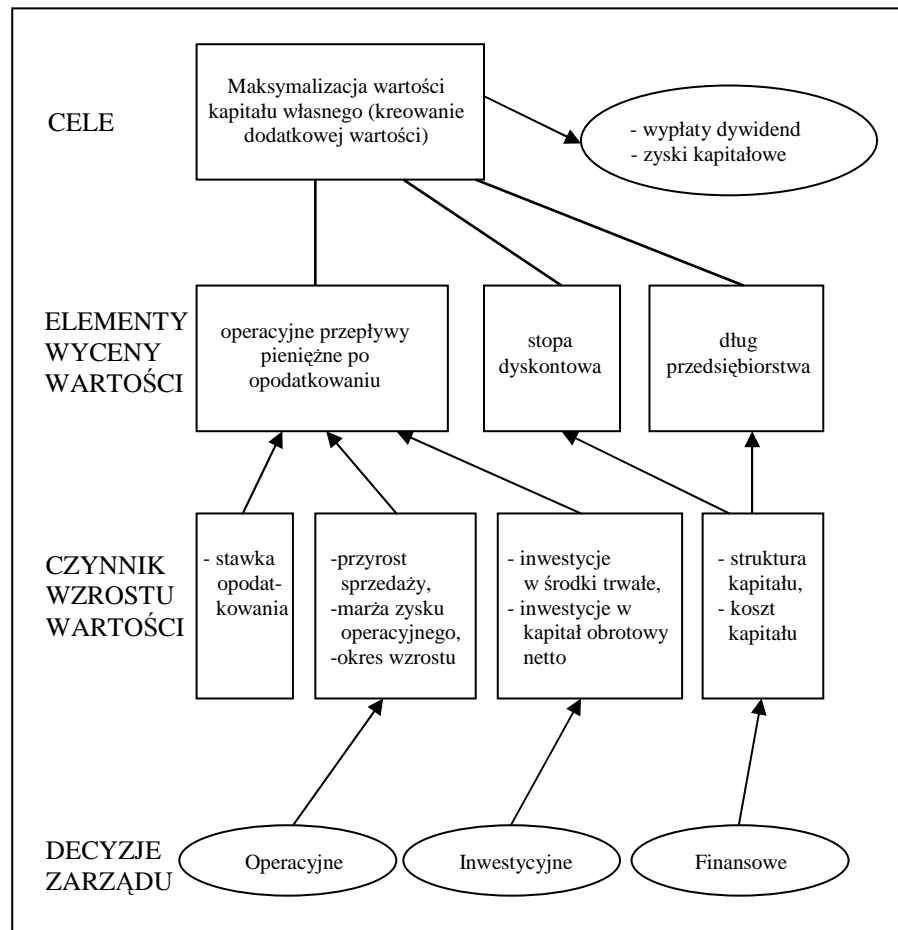 CELE
Maksymalizacja wartości
kapitału własnego (kreowanie
dodatkowej wartości)
- wypłaty dywidend
- zyski kapitałowe
ELEMENTY
WYCENY
WARTOŚCI
operacyjne przepływy
pieniężne po
opodatkowaniu
stopa
dyskontowa
dług
przedsiębiorstwa
CZYNNIK
WZROSTU
WARTOŚCI
- stawka
opodat-
kowania
-przyrost
sprzedaży,
-marża zysku
operacyjnego,
-okres wzrostu
- inwestycje
w środki trwałe,
- inwestycje w
kapitał obrotowy
netto
- struktura
kapitału,
- koszt
kapitału
DECYZJE
ZARZĄDU
Operacyjne
Inwestycyjne
Finansowe